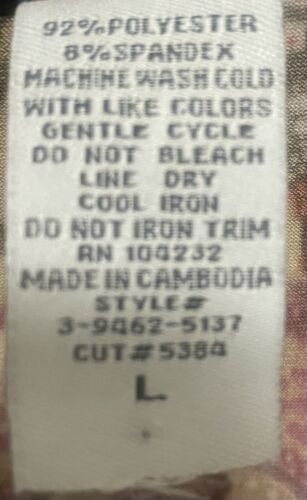 92%POLYESTER
8%SPANDEX
MACHINE WASH COLD
WITH LIKE COLORS
GENTLE CYCLE
DO NOT BLEACH
LINE DRY
COOL IRON
DO NOT IRON TRIM
RN 104232
MADE IN CAMBODIA
STYLE#
3-9462-5137
CUT#5384
L